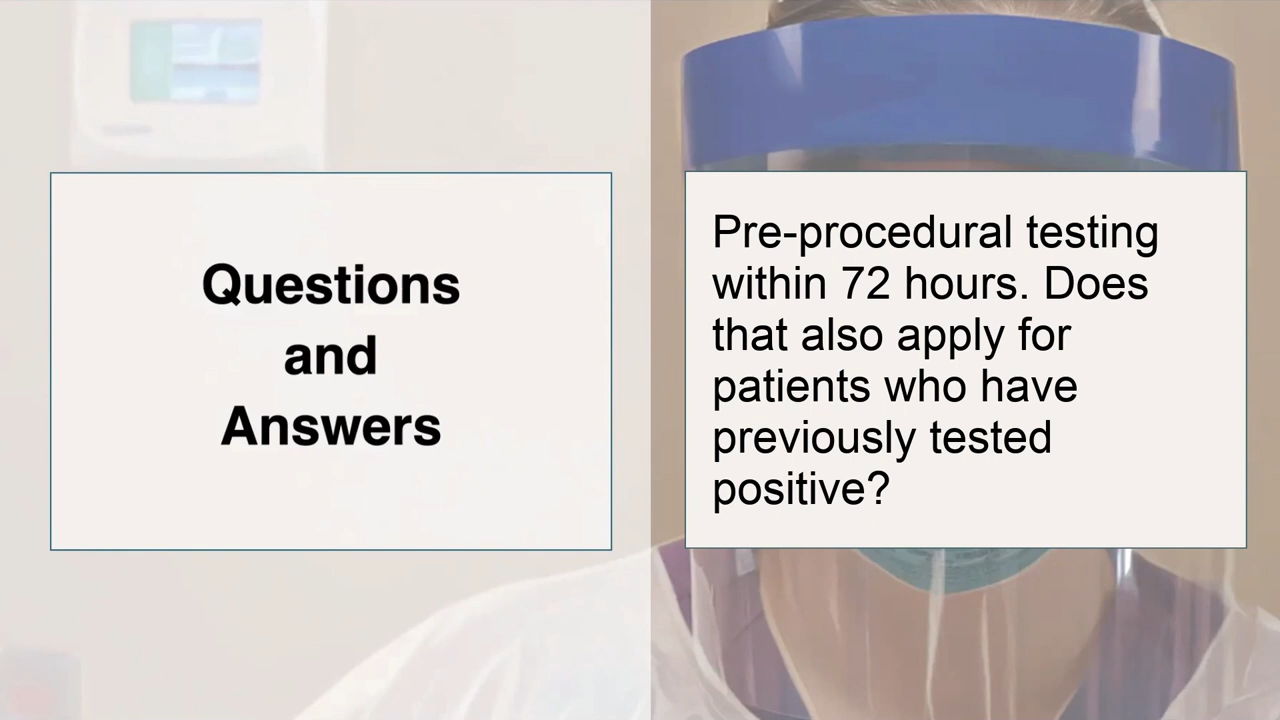 Questions
and
Answers
Pre-procedural testing
within 72 hours. Does
that also apply for
patients who have
previously tested
positive?